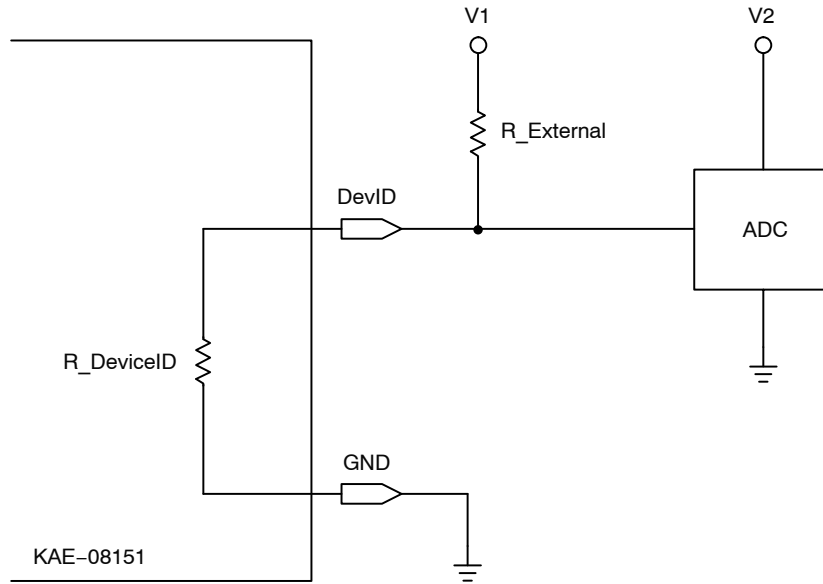 V1
V2
R_External
DevID
ADC
R_DeviceID
GND
KAE−08151